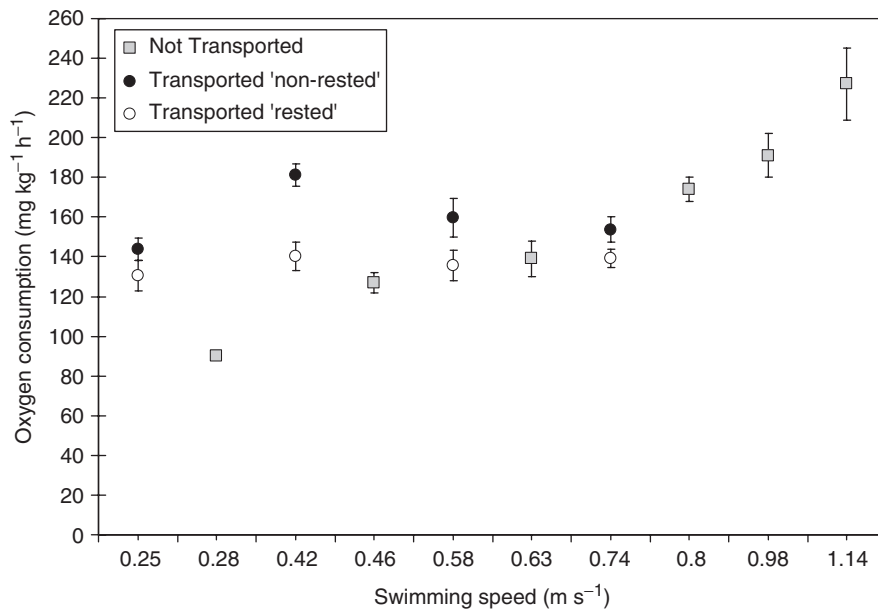 260
240
220
200
180
160
140
120
100
80
60
40
20
0
Oxygen consumption (mg kg⁻¹ h⁻¹)
Not Transported
Transported 'non-rested'
Transported 'rested'
0.25 0.28 0.42 0.46 0.58 0.63 0.74 0.8 0.98 1.14
Swimming speed (m s⁻¹)